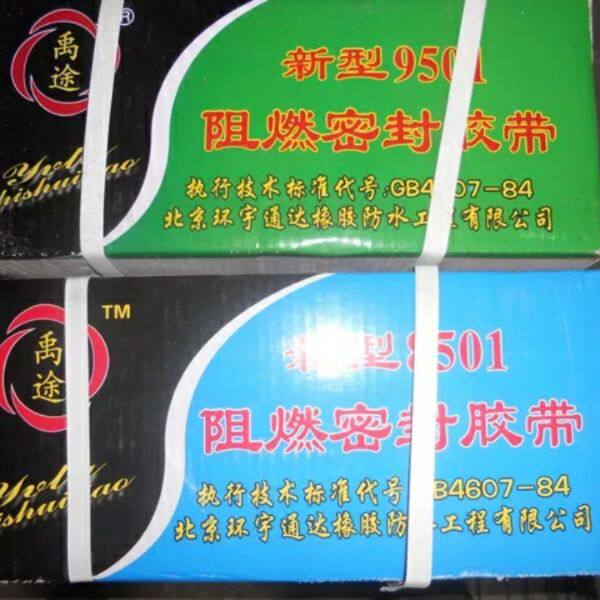 禹途
®
新型9501
阻燃密封胶带
执行技术标准代号:GB4607-84
北京环宇通达橡胶防水工程有限公司
禹途
TM
新型8501
阻燃密封胶带
执行技术标准代号 B4607-84
北京环宇通达橡胶防水工程有限公司